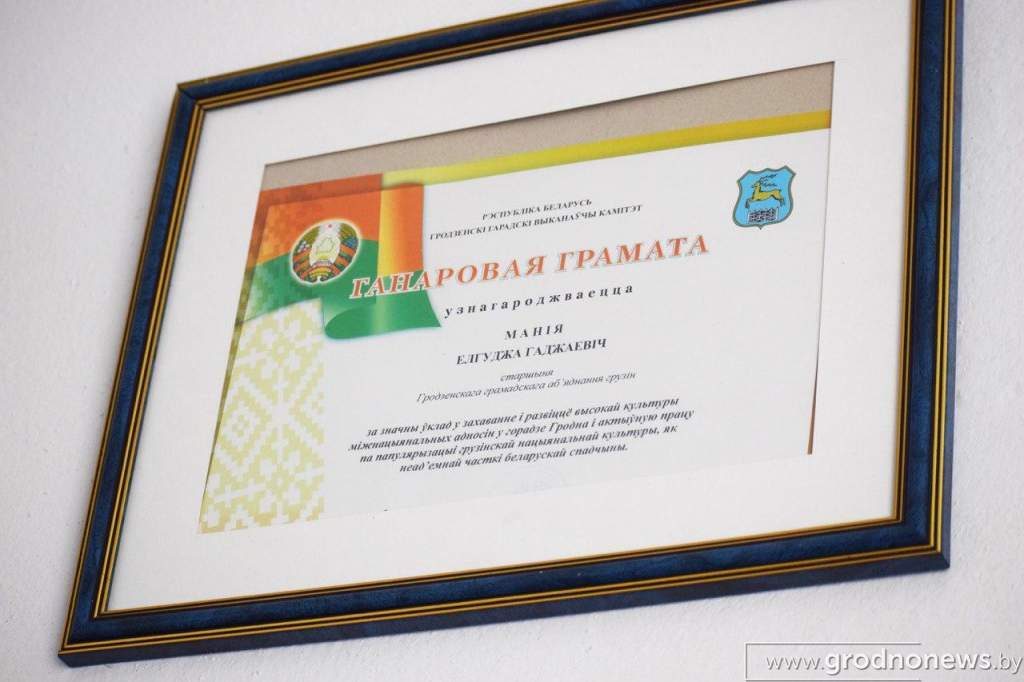 РЭСПУБЛІКА БЕЛАРУСЬ
ГРОДЗЕНСКІ ГАРАДСКІ ВЫКАНАЎЧЫ КАМІТЭТ
ГАНАРОВАЯ ГРАМАТА
узнагароджваецца
МАНІЯ
ЕЛГУДЖА ГАДЖАЕВІЧ
старшыня
Гродзенскага грамадскага аб'яднання грузін
за значны ўклад у захаванне і развіццё высокай культуры
міжнацыянальных адносін у горадзе Гродна і актыўную працу
па папулярызацыі грузінскай нацыянальнай культуры, як
неад'емнай часткі беларускай спадчыны.
www.grodnonews.by